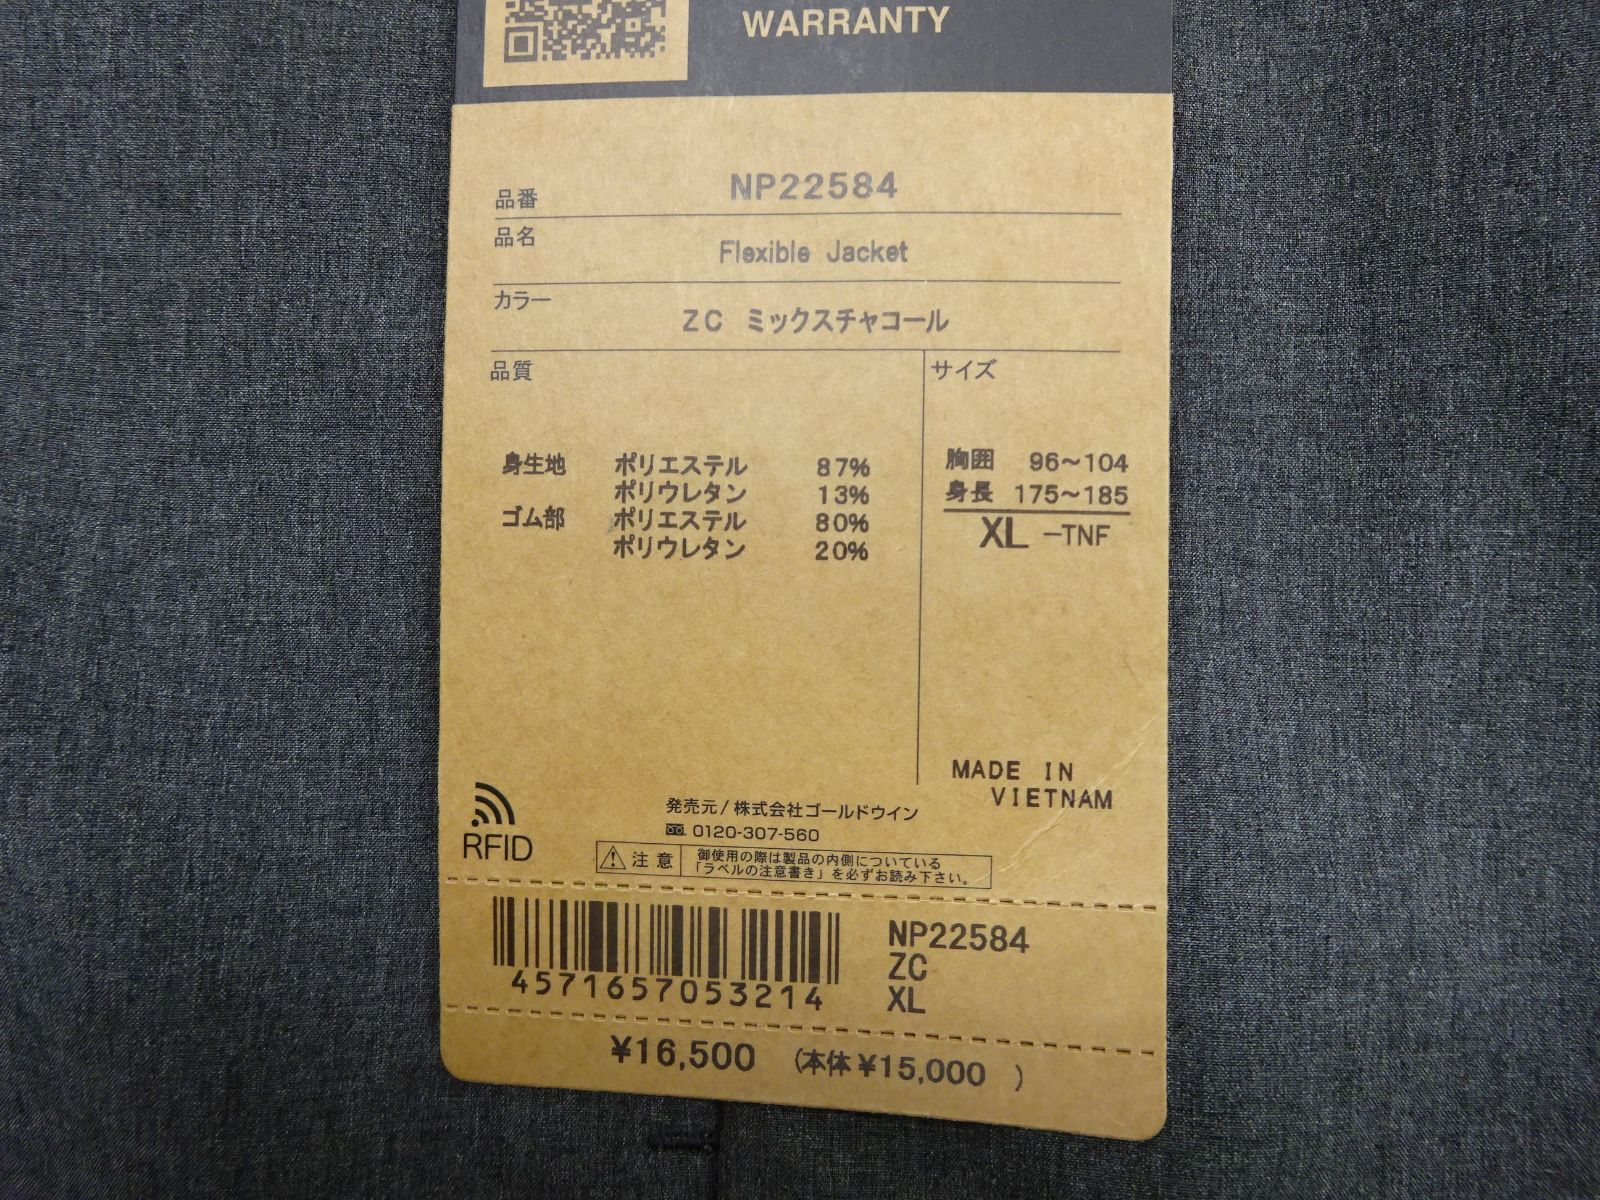 WARRANTY
品番 NP22584
品名 Flexible Jacket
カラー ZC ミックスチャコール
品質
サイズ
身生地 ポリエステル 87%
ポリウレタン 13%
ゴム部 ポリエステル 80%
ポリウレタン 20%
胸囲 96~104
身長 175~185
XL -TNF
MADE IN
VIETNAM
RFID
発売元/株式会社ゴールドウイン
0120-307-560
注意 御使用の際は製品の内側についている
「ラベルの注意書き」を必ずお読み下さい。
4571657053214
NP22584
ZC
XL
¥16,500 (本体¥15,000 )